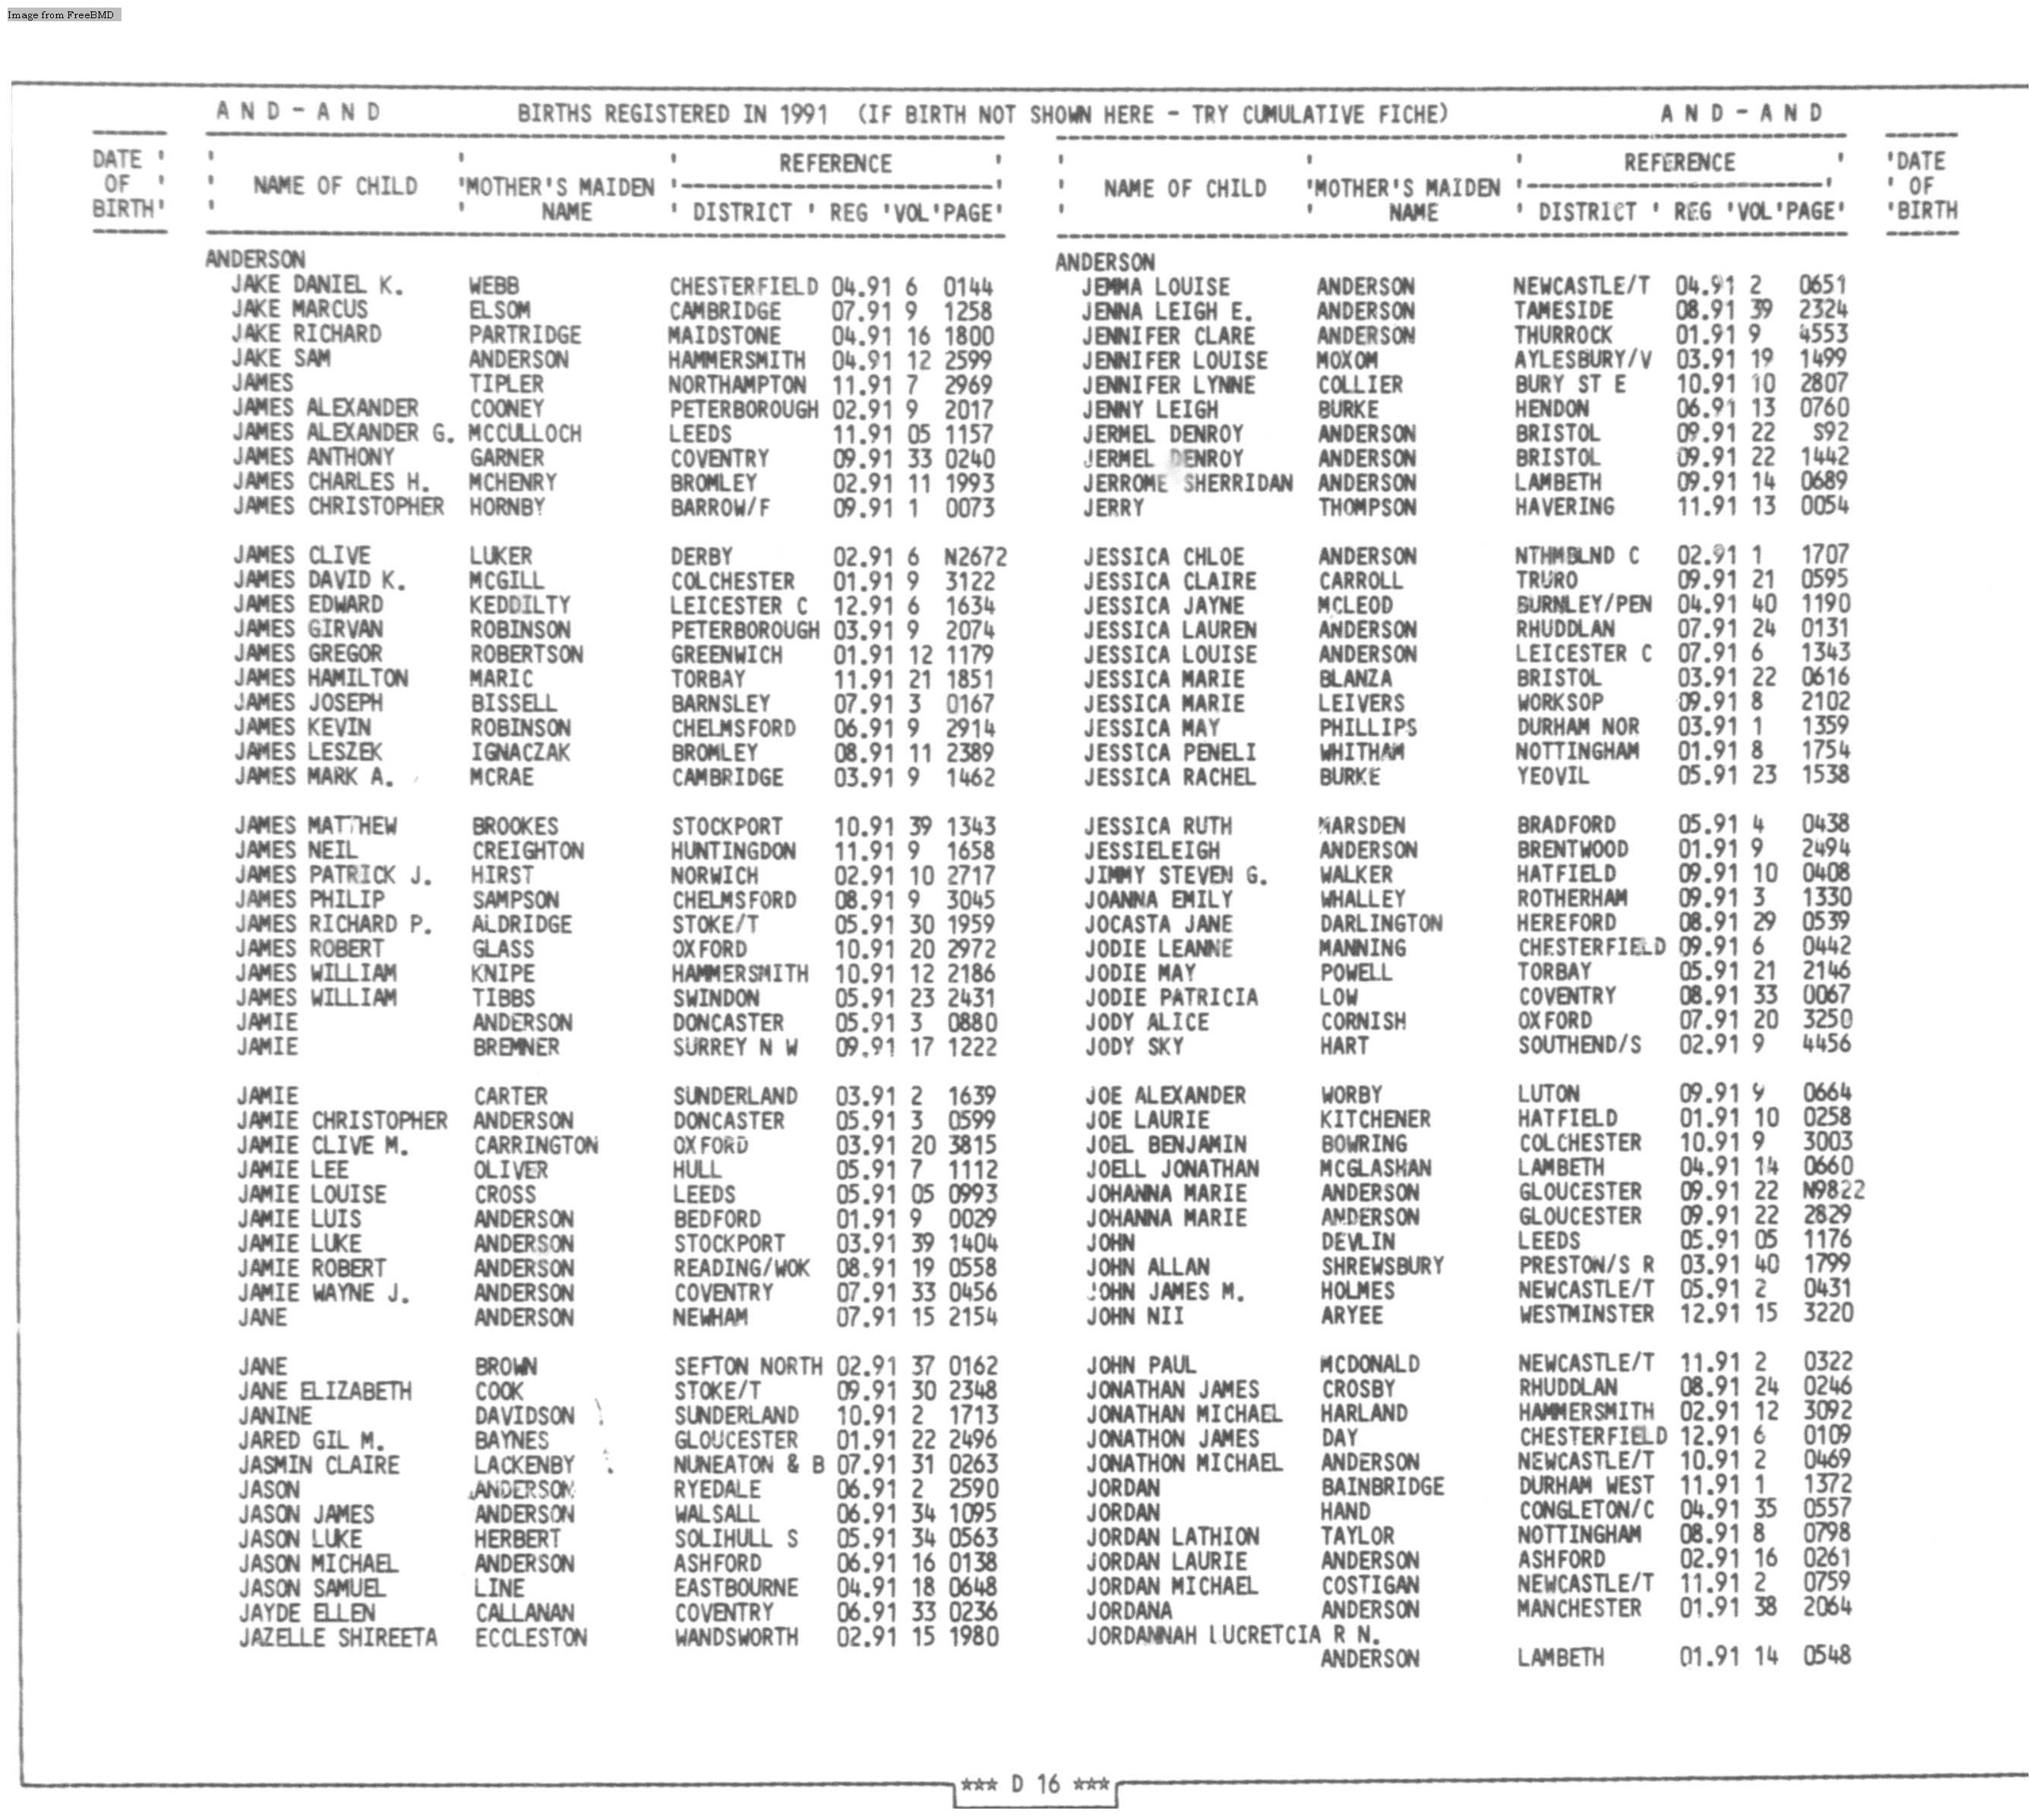 Image from FreeBMD
A N D - A N D BIRTHS REGISTERED IN 1991 (IF BIRTH NOT SHOWN HERE - TRY CUMULATIVE FICHE) A N D - A N D
DATE OF BIRTH NAME OF CHILD MOTHER'S MAIDEN NAME REFERENCE DISTRICT REG VOL PAGE
NAME OF CHILD MOTHER'S MAIDEN NAME REFERENCE DISTRICT REG VOL PAGE DATE OF BIRTH
ANDERSON
JAKE DANIEL K. WEBB CHESTERFIELD 04.91 6 0144
JAKE MARCUS ELSOM CAMBRIDGE 07.91 9 1258
JAKE RICHARD PARTRIDGE MAIDSTONE 04.91 16 1800
JAKE SAM ANDERSON HAMMERSMITH 04.91 12 2599
JAMES TIPLER NORTHAMPTON 11.91 7 2969
JAMES ALEXANDER COONEY PETERBOROUGH 02.91 9 2017
JAMES ALEXANDER G. MCCULLOCH LEEDS 11.91 05 1157
JAMES ANTHONY GARNER COVENTRY 09.91 33 0240
JAMES CHARLES H. MCHENRY BROMLEY 02.91 11 1993
JAMES CHRISTOPHER HORNBY BARROW/F 09.91 1 0073
JAMES CLIVE LUKER DERBY 02.91 6 N2672
JAMES DAVID K. MCGILL COLCHESTER 01.91 9 3122
JAMES EDWARD KEDDILTY LEICESTER C 12.91 6 1634
JAMES GIRVAN ROBINSON PETERBOROUGH 03.91 9 2074
JAMES GREGOR ROBERTSON GREENWICH 01.91 12 1179
JAMES HAMILTON MARIC TORBAY 11.91 21 1851
JAMES JOSEPH BISSELL BARNSLEY 07.91 3 0167
JAMES KEVIN ROBINSON CHELMSFORD 06.91 9 2914
JAMES LESZEK IGNACZAK BROMLEY 08.91 11 2389
JAMES MARK A. MCRAE CAMBRIDGE 03.91 9 1462
JAMES MATTHEW BROOKES STOCKPORT 10.91 39 1343
JAMES NEIL CREIGHTON HUNTINGDON 11.91 9 1658
JAMES PATRICK J. HIRST NORWICH 02.91 10 2717
JAMES PHILIP SAMPSON CHELMSFORD 08.91 9 3045
JAMES RICHARD P. ALDRIDGE STOKE/T 05.91 30 1959
JAMES ROBERT GLASS OXFORD 10.91 20 2972
JAMES WILLIAM KNIPE HAMMERSMITH 10.91 12 2186
JAMES WILLIAM TIBBS SWINDON 05.91 23 2431
JAMIE ANDERSON DONCASTER 05.91 3 0880
JAMIE BREMNER SURREY N W 09.91 17 1222
JAMIE CARTER SUNDERLAND 03.91 2 1639
JAMIE CHRISTOPHER ANDERSON DONCASTER 05.91 3 0599
JAMIE CLIVE M. CARRINGTON OXFORD 03.91 20 3815
JAMIE LEE OLIVER HULL 05.91 7 1112
JAMIE LOUISE CROSS LEEDS 05.91 05 0993
JAMIE LUIS ANDERSON BEDFORD 01.91 9 0029
JAMIE LUKE ANDERSON STOCKPORT 03.91 39 1404
JAMIE ROBERT ANDERSON READING/WOK 08.91 19 0558
JAMIE WAYNE J. ANDERSON COVENTRY 07.91 33 0456
JANE ANDERSON NEWHAM 07.91 15 2154
JANE BROWN SEFTON NORTH 02.91 37 0162
JANE ELIZABETH COOK STOKE/T 09.91 30 2348
JANINE DAVIDSON SUNDERLAND 10.91 2 1713
JARED GIL M. BAYNES GLOUCESTER 01.91 22 2496
JASMIN CLAIRE LACKENBY NUNEATON & B 07.91 31 0263
JASON ANDERSON RYEDALE 06.91 2 2590
JASON JAMES ANDERSON WALSALL 06.91 34 1095
JASON LUKE HERBERT SOLIHULL S 05.91 34 0563
JASON MICHAEL ANDERSON ASHFORD 06.91 16 0138
JASON SAMUEL LINE EASTBOURNE 04.91 18 0648
JAYDE ELLEN CALLANAN COVENTRY 06.91 33 0236
JAZELLE SHIREETA ECCLESTON WANDSWORTH 02.91 15 1980
ANDERSON
JEMMA LOUISE ANDERSON NEWCASTLE/T 04.91 2 0651
JENNA LEIGH E. ANDERSON TAMESIDE 08.91 39 2324
JENNIFER CLARE ANDERSON THURROCK 01.91 9 4553
JENNIFER LOUISE MOXOM AYLESBURY/V 03.91 19 1499
JENNIFER LYNNE COLLIER BURY ST E 10.91 10 2807
JENNY LEIGH BURKE HENDON 06.91 13 0760
JERMEL DENROY ANDERSON BRISTOL 09.91 22 S92
JERMEL DENROY ANDERSON BRISTOL 09.91 22 1442
JERROME SHERRIDAN ANDERSON LAMBETH 09.91 14 0689
JERRY THOMPSON HAVERING 11.91 13 0054
JESSICA CHLOE ANDERSON NTHMBLND C 02.91 1 1707
JESSICA CLAIRE CARROLL TRURO 09.91 21 0595
JESSICA JAYNE MCLEOD BURNLEY/PEN 04.91 40 1190
JESSICA LAUREN ANDERSON RHUDDLAN 07.91 24 0131
JESSICA LOUISE ANDERSON LEICESTER C 07.91 6 1343
JESSICA MARIE BLANZA BRISTOL 03.91 22 0616
JESSICA MARIE LEIVERS WORKSOP 09.91 8 2102
JESSICA MAY PHILLIPS DURHAM NOR 03.91 1 1359
JESSICA PENELI WHITHAM NOTTINGHAM 01.91 8 1754
JESSICA RACHEL BURKE YEOVIL 05.91 23 1538
JESSICA RUTH MARSDEN BRADFORD 05.91 4 0438
JESSIELEIGH ANDERSON BRENTWOOD 01.91 9 2494
JIMMY STEVEN G. WALKER HATFIELD 09.91 10 0408
JOANNA EMILY WHALLEY ROTHERHAM 09.91 3 1330
JOCASTA JANE DARLINGTON HEREFORD 08.91 29 0539
JODIE LEANNE MANNING CHESTERFIELD 09.91 6 0442
JODIE MAY POWELL TORBAY 05.91 21 2146
JODIE PATRICIA LOW COVENTRY 08.91 33 0067
JODY ALICE CORNISH OXFORD 07.91 20 3250
JODY SKY HART SOUTHEND/S 02.91 9 4456
JOE ALEXANDER WORBY LUTON 09.91 9 0664
JOE LAURIE KITCHENER HATFIELD 01.91 10 0258
JOEL BENJAMIN BOWRING COLCHESTER 10.91 9 3003
JOELL JONATHAN MCGLASHAN LAMBETH 04.91 14 0660
JOHANNA MARIE ANDERSON GLOUCESTER 09.91 22 N9822
JOHANNA MARIE ANDERSON GLOUCESTER 09.91 22 2829
JOHN DEVLIN LEEDS 05.91 05 1176
JOHN ALLAN SHREWSBURY PRESTON/S R 03.91 40 1799
JOHN JAMES M. HOLMES NEWCASTLE/T 05.91 2 0431
JOHN NII ARYEE WESTMINSTER 12.91 15 3220
JOHN PAUL MCDONALD NEWCASTLE/T 11.91 2 0322
JONATHAN JAMES CROSBY RHUDDLAN 08.91 24 0246
JONATHAN MICHAEL HARLAND HAMMERSMITH 02.91 12 3092
JONATHON JAMES DAY CHESTERFIELD 12.91 6 0109
JONATHON MICHAEL ANDERSON NEWCASTLE/T 10.91 2 0469
JORDAN BAINBRIDGE DURHAM WEST 11.91 1 1372
JORDAN HAND CONGLETON/C 04.91 35 0557
JORDAN LATHION TAYLOR NOTTINGHAM 08.91 8 0798
JORDAN LAURIE ANDERSON ASHFORD 02.91 16 0261
JORDAN MICHAEL COSTIGAN NEWCASTLE/T 11.91 2 0759
JORDANA ANDERSON MANCHESTER 01.91 38 2064
JORDANNAH LUCRETCIA R N.
ANDERSON LAMBETH 01.91 14 0548
*** D 16 ***